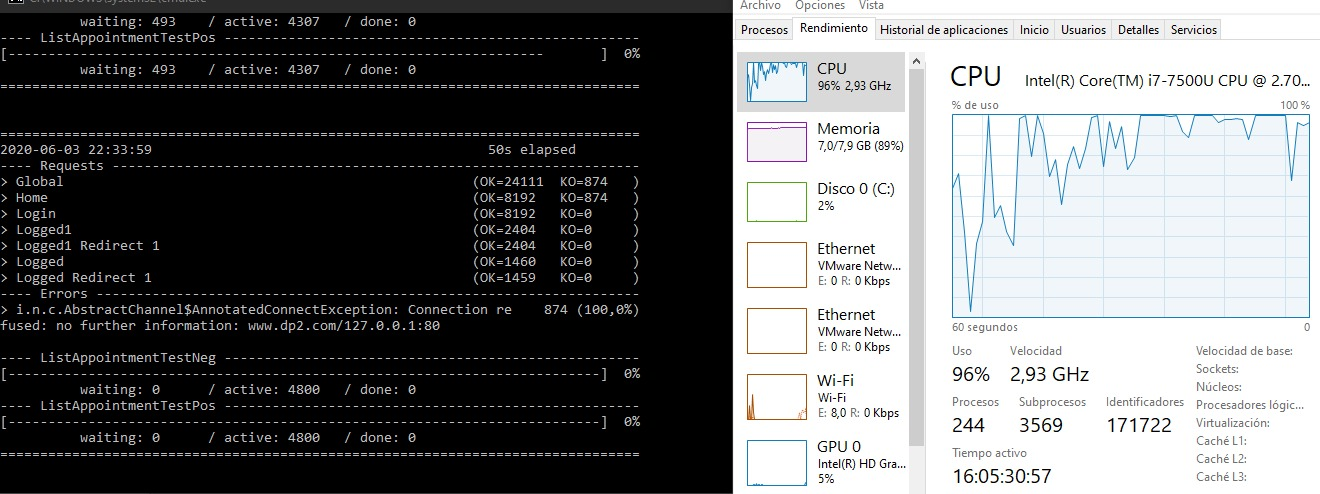 waiting: 493    / active: 4307   / done: 0
---- ListAppointmentTestPos ----------------------------------------------------
[------------------------------------------------------------------       ]  0%
waiting: 493    / active: 4307   / done: 0
================================================================================
================================================================================
2020-06-03 22:33:59                                          50s elapsed
---- Requests ------------------------------------------------------------------
> Global                                                   (OK=24111  KO=874    )
> Home                                                     (OK=8192   KO=874    )
> Login                                                    (OK=8192   KO=0      )
> Logged1                                                  (OK=2404   KO=0      )
> Logged1 Redirect 1                                       (OK=2404   KO=0      )
> Logged                                                   (OK=1460   KO=0      )
> Logged Redirect 1                                        (OK=1459   KO=0      )
---- Errors --------------------------------------------------------------------
> i.n.c.AbstractChannel$AnnotatedConnectException: Connection re    874 (100,0%)
fused: no further information: www.dp2.com/127.0.0.1:80
---- ListAppointmentTestNeg ----------------------------------------------------
[--------------------------------------------------------------------------]  0%
waiting: 0      / active: 4800   / done: 0
---- ListAppointmentTestPos ----------------------------------------------------
[--------------------------------------------------------------------------]  0%
waiting: 0      / active: 4800   / done: 0
================================================================================
Archivo Opciones Vista
Procesos Rendimiento Historial de aplicaciones Inicio Usuarios Detalles Servicios
CPU
96% 2,93 GHz
Memoria
7,0/7,9 GB (89%)
Disco 0 (C:)
2%
Ethernet
VMware Netw...
E: 0 R: 0 Kbps
Ethernet
VMware Netw...
E: 0 R: 0 Kbps
Wi-Fi
Wi-Fi
E: 8,0 R: 0 Kbps
GPU 0
Intel(R) HD Gra...
5%
CPU Intel(R) Core(TM) i7-7500U CPU @ 2.70...
% de uso 100 %
60 segundos 0
Uso Velocidad
96% 2,93 GHz
Procesos Subprocesos Identificadores
244 3569 171722
Tiempo activo
16:05:30:57
Velocidad de base:
Sockets:
Núcleos:
Procesadores lógic...
Virtualización:
Caché L1:
Caché L2:
Caché L3: